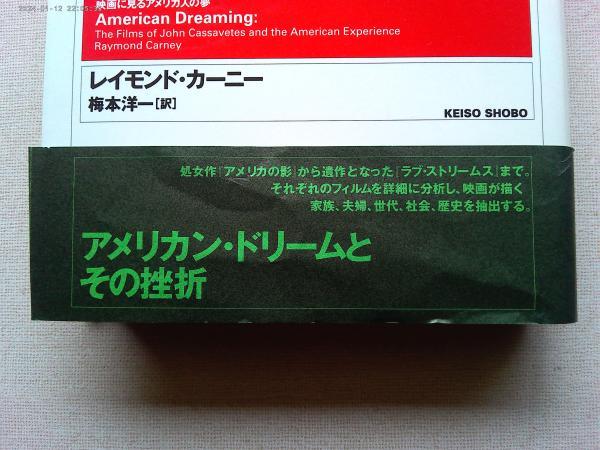 2024-01-12 22:05:
映画に見るアメリカ人の夢
American Dreaming:
The Films of John Cassavetes and the American Experience
Raymond Carney
レイモンド・カーニー
梅本洋一[訳]
KEISO SHOBO
処女作『アメリカの影』から遺作となった『ラブ・ストリームス』まで。
それぞれのフィルムを詳細に分析し、映画が描く
家族、夫婦、世代、社会、歴史を抽出する。
アメリカン・ドリームと
その挫折